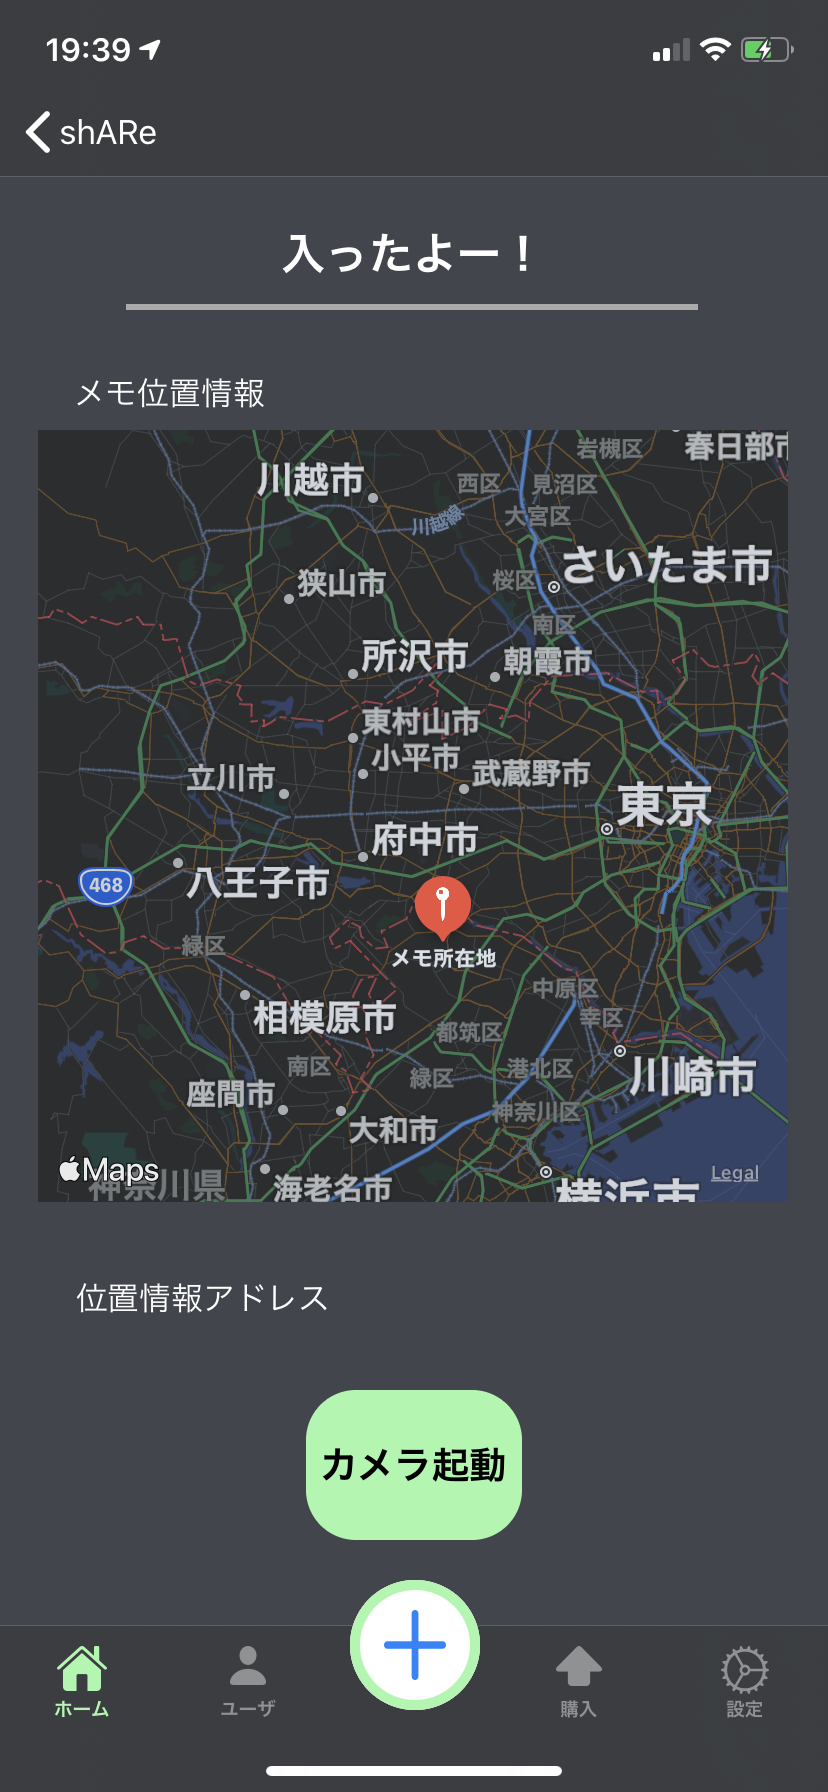 19:39
shARe
入ったよー！
メモ位置情報
岩槻区
春日部市
川越市
西区
見沼区
大宮区
川越線
さいたま市
狭山市
桜区
南区
所沢市
朝霞市
東村山市
小平市
立川市
武蔵野市
東京
府中市
468
八王子市
緑区
メモ所在地
中原区
相模原市
都筑区
幸区
南区
緑区
港北区
川崎市
座間市
神奈川区
大和市
Maps
神奈川県
海老名市
横浜市
Legal
位置情報アドレス
カメラ起動
ホーム
ユーザ
購入
設定